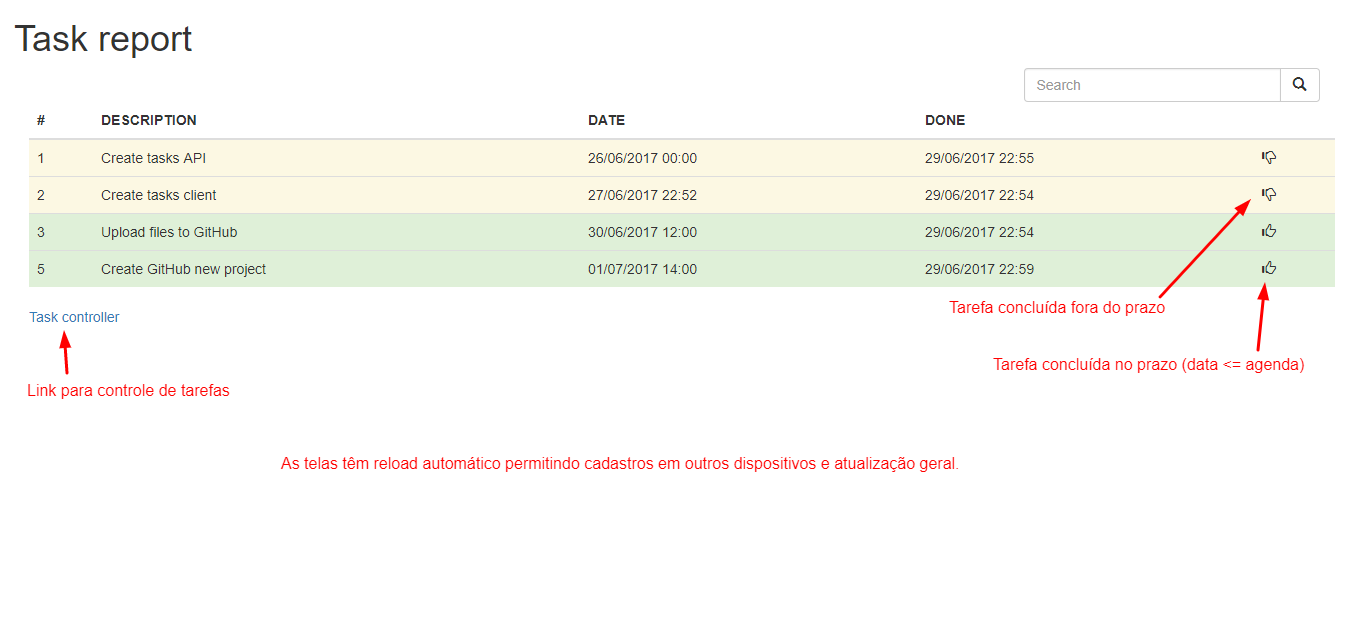 Task report
Search
# DESCRIPTION DATE DONE
1 Create tasks API 26/06/2017 00:00 29/06/2017 22:55
2 Create tasks client 27/06/2017 22:52 29/06/2017 22:54
3 Upload files to GitHub 30/06/2017 12:00 29/06/2017 22:54
5 Create GitHub new project 01/07/2017 14:00 29/06/2017 22:59
Task controller
Tarefa concluída fora do prazo
Tarefa concluída no prazo (data <= agenda)
Link para controle de tarefas
As telas têm reload automático permitindo cadastros em outros dispositivos e atualização geral.